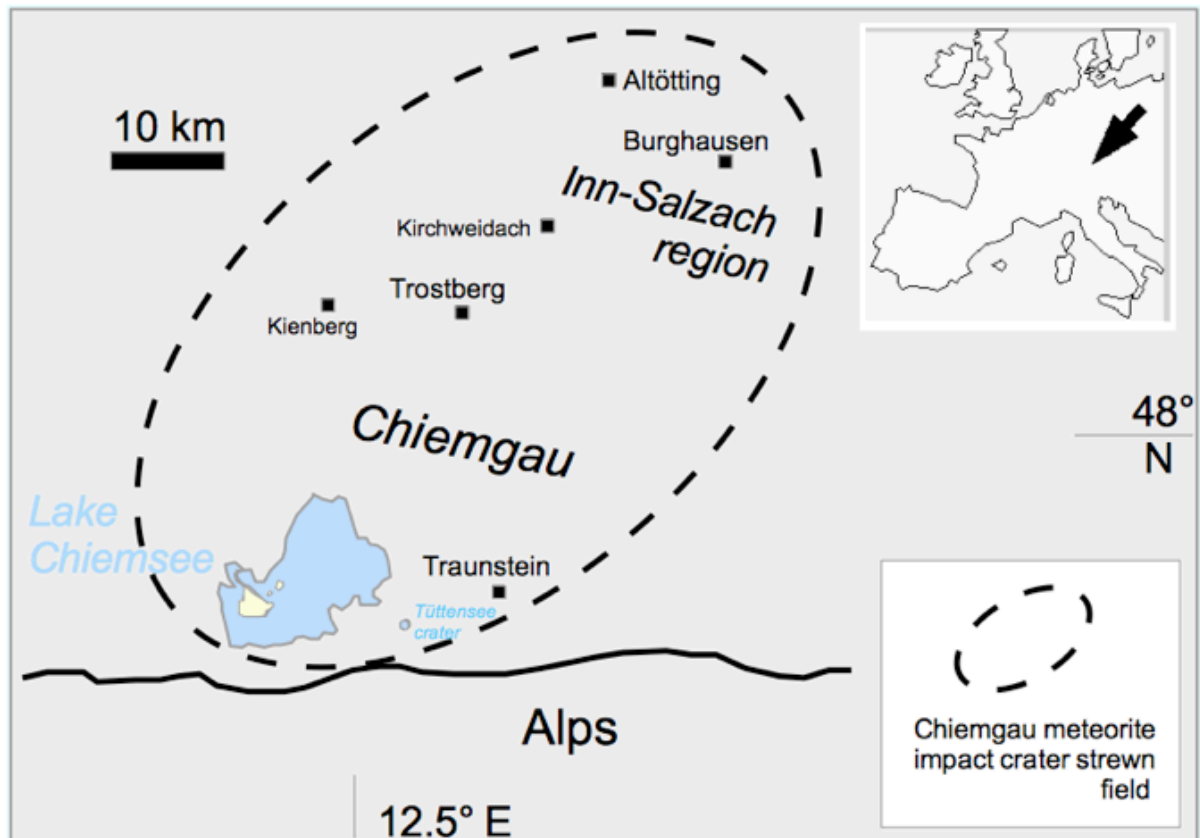 10 km
Altötting
Burghausen
Inn-Salzach
region
Kirchweidach
Trostberg
Kienberg
Chiemgau
48°
N
Lake
Chiemsee
Traunstein
Tüttensee
crater
Alps
12.5° E
Chiemgau meteorite
impact crater strewn
field